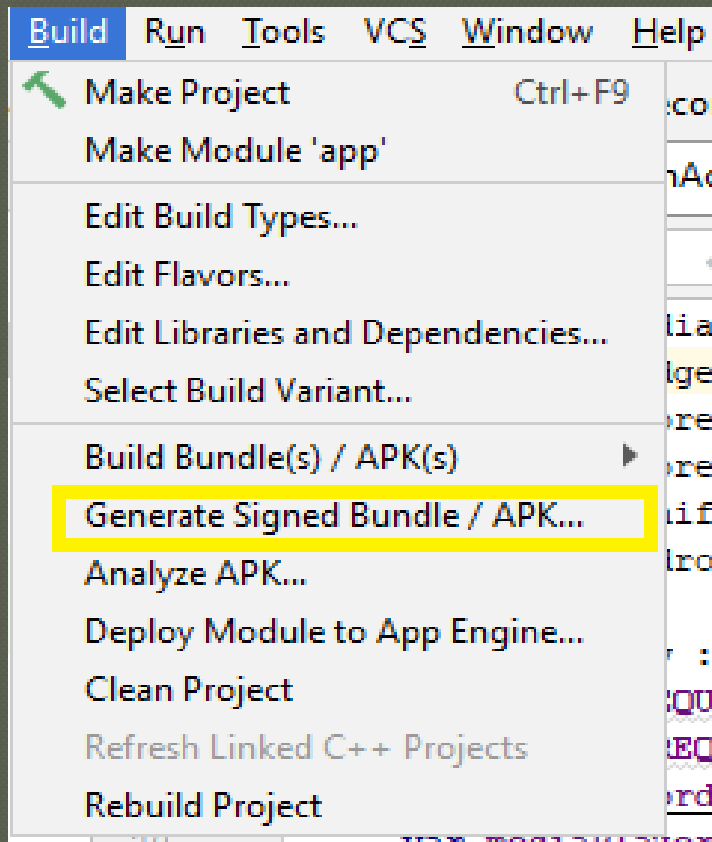 Build Run Tools VCS Window Help
Make Project Ctrl+F9
Make Module 'app'
Edit Build Types...
Edit Flavors...
Edit Libraries and Dependencies...
Select Build Variant...
Build Bundle(s) / APK(s)
Generate Signed Bundle / APK...
Analyze APK...
Deploy Module to App Engine...
Clean Project
Refresh Linked C++ Projects
Rebuild Project